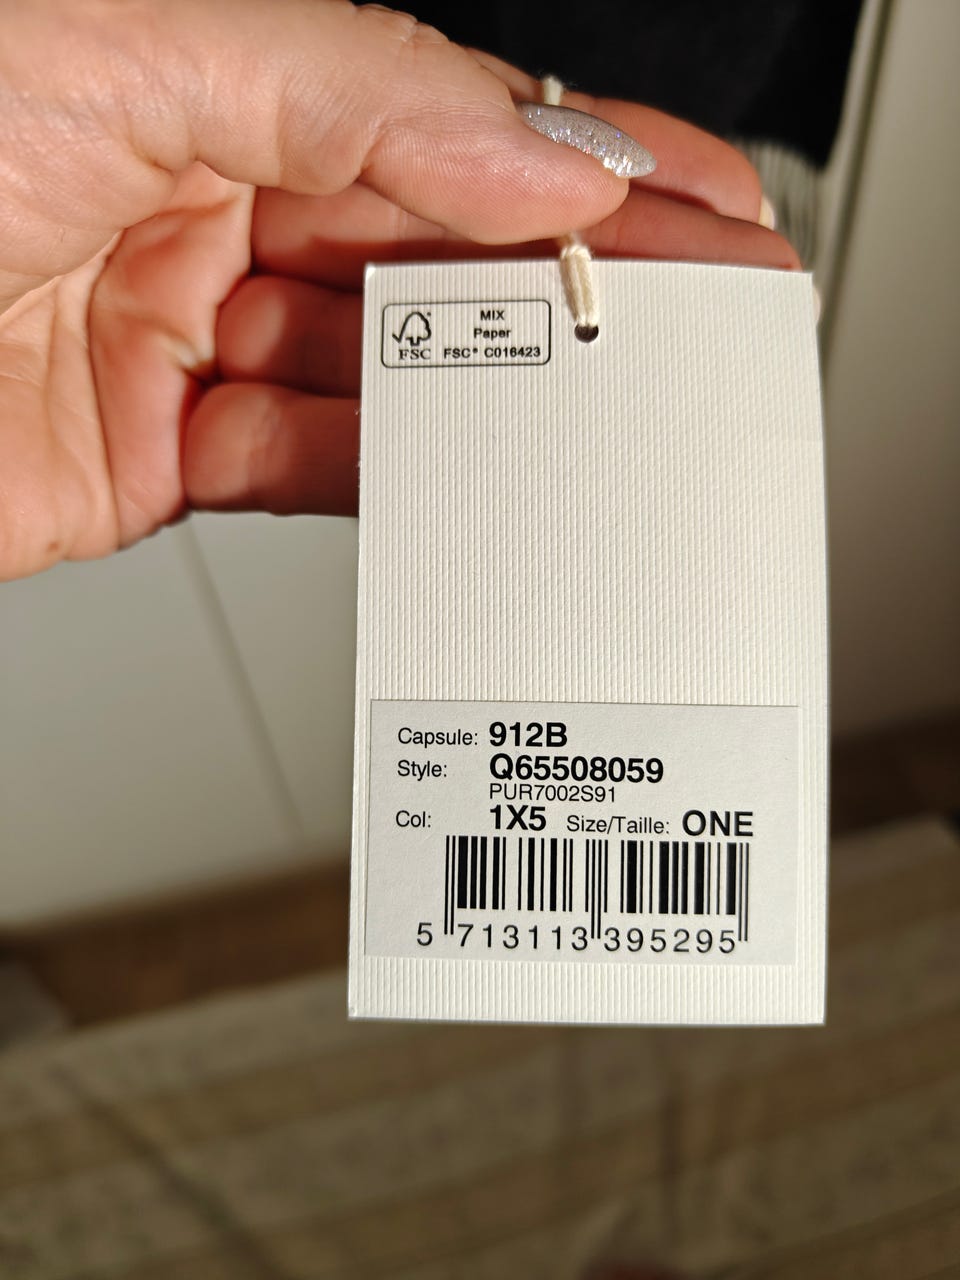 MIX
Paper
FSC FSC® C016423
Capsule: 912B
Style: Q65508059
PUR7002S91
Col: 1X5 Size/Taille: ONE
5 713113 395295